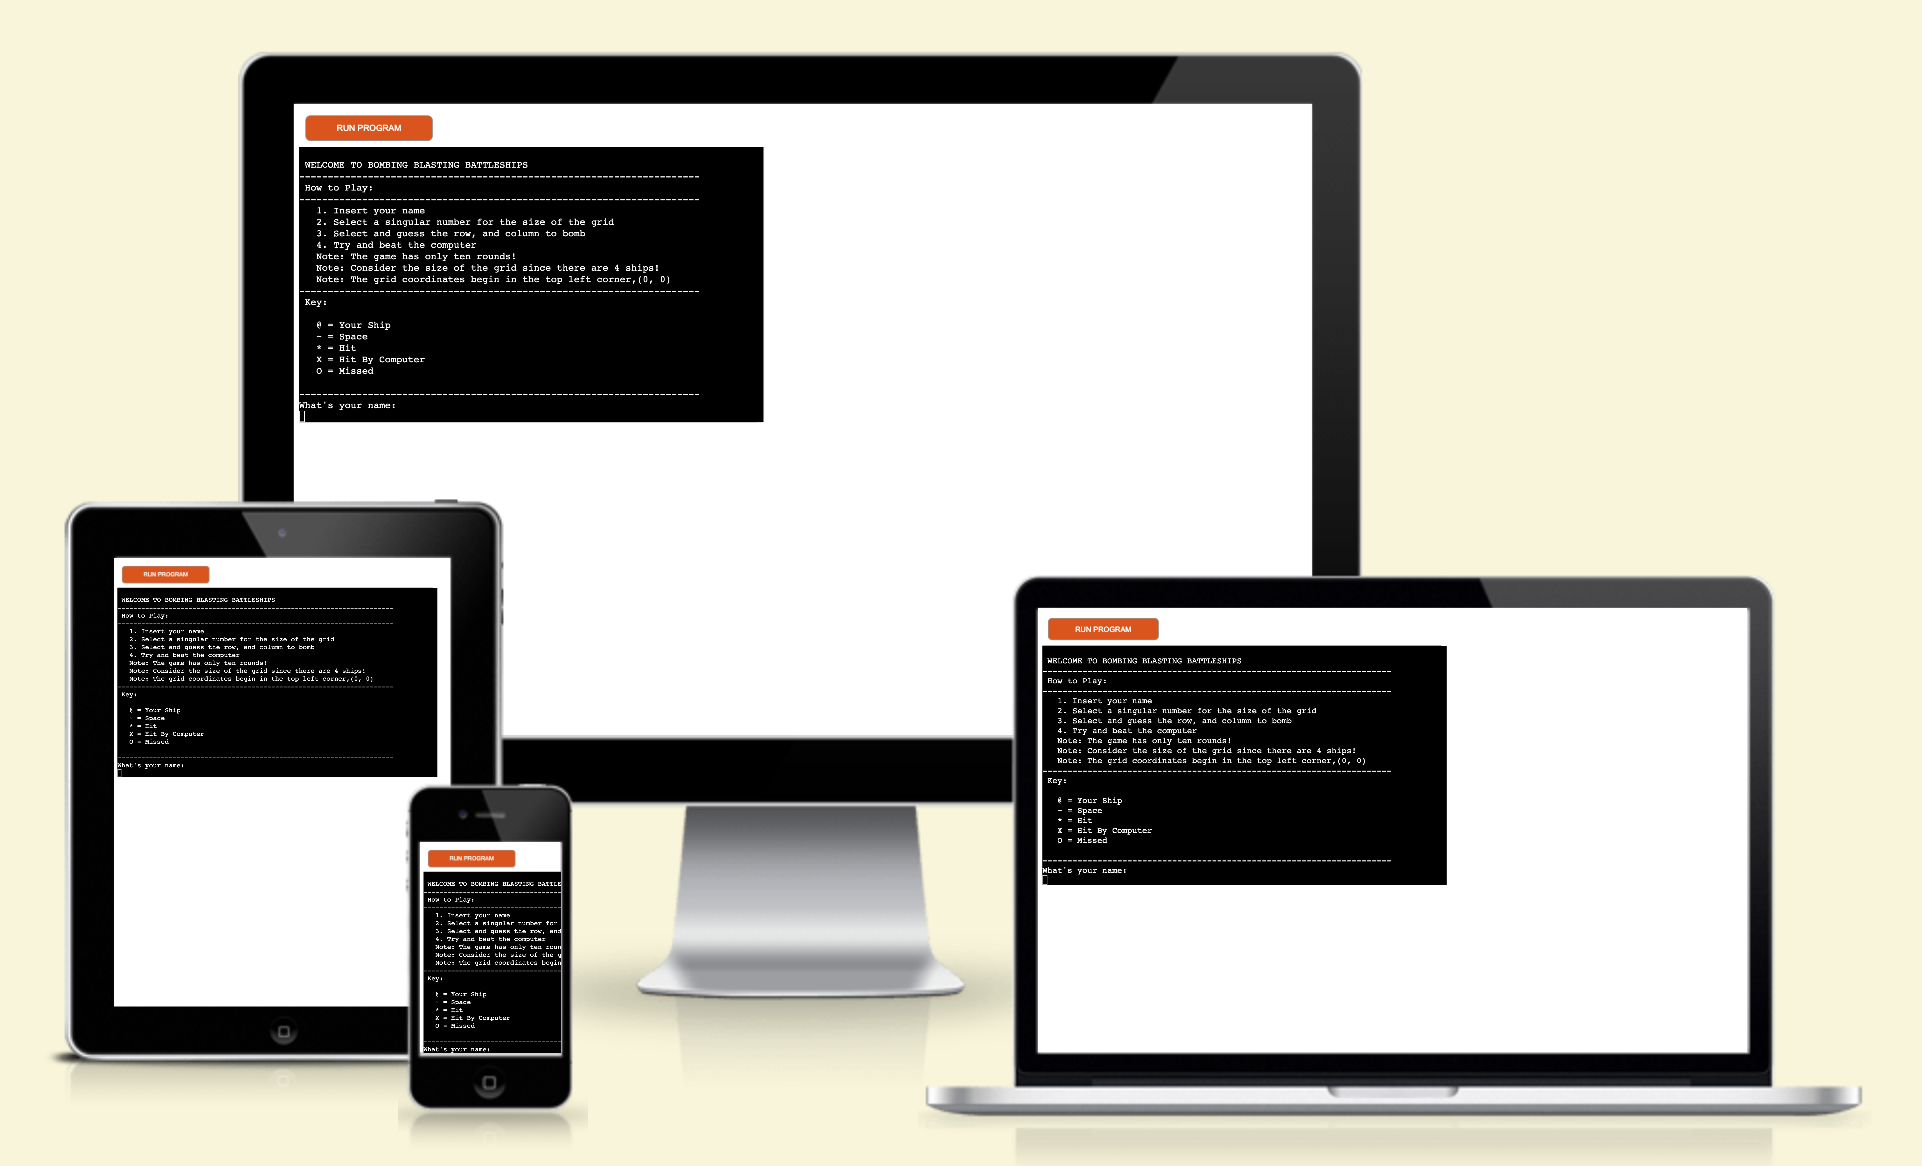 RUN PROGRAM
WELCOME TO BOMBING BLASTING BATTLESHIPS
--------------------------------------------------------------------
How to Play:
--------------------------------------------------------------------
1. Insert your name
2. Select a singular number for the size of the grid
3. Select and guess the row, and column to bomb
4. Try and beat the computer
Note: The game has only ten rounds!
Note: Consider the size of the grid since there are 4 ships!
Note: The grid coordinates begin in the top left corner,(0, 0)
--------------------------------------------------------------------
Key:
@ = Your Ship
- = Space
* = Hit
X = Hit By Computer
O = Missed
--------------------------------------------------------------------
What's your name:
RUN PROGRAM
WELCOME TO BOMBING BLASTING BATTLESHIPS
--------------------------------------------------------------------
How to Play:
--------------------------------------------------------------------
1. Insert your name
2. Select a singular number for the size of the grid
3. Select and guess the row, and column to bomb
4. Try and beat the computer
Note: The game has only ten rounds!
Note: Consider the size of the grid since there are 4 ships!
Note: The grid coordinates begin in the top left corner,(0, 0)
--------------------------------------------------------------------
Key:
@ = Your Ship
- = Space
* = Hit
X = Hit By Computer
O = Missed
--------------------------------------------------------------------
What's your name:
RUN PROGRAM
WELCOME TO BOMBING BLASTING BATTLE
--------------------------------------------------------------------
How to Play:
--------------------------------------------------------------------
1. Insert your name
2. Select a singular number for
3. Select and guess the row, and
4. Try and beat the computer
Note: The game has only ten roun
Note: Consider the size of the g
Note: The grid coordinates begin
--------------------------------------------------------------------
Key:
@ = Your Ship
- = Space
* = Hit
X = Hit By Computer
O = Missed
--------------------------------------------------------------------
What's your name:
RUN PROGRAM
WELCOME TO BOMBING BLASTING BATTLESHIPS
--------------------------------------------------------------------
How to Play:
--------------------------------------------------------------------
1. Insert your name
2. Select a singular number for the size of the grid
3. Select and guess the row, and column to bomb
4. Try and beat the computer
Note: The game has only ten rounds!
Note: Consider the size of the grid since there are 4 ships!
Note: The grid coordinates begin in the top left corner,(0, 0)
--------------------------------------------------------------------
Key:
@ = Your Ship
- = Space
* = Hit
X = Hit By Computer
O = Missed
--------------------------------------------------------------------
What's your name: